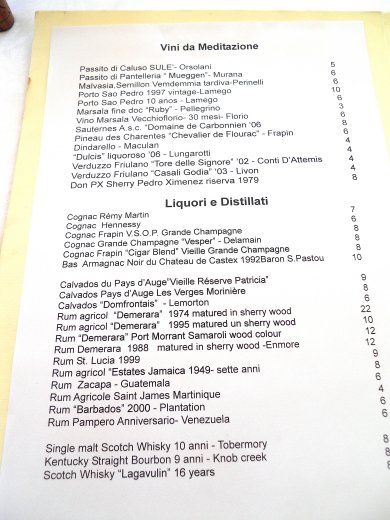 Vini da Meditazione
Passito di Caluso SULE'- Orsolani 5
Passito di Pantelleria " Mueggen"- Murana 6
Malvasia,Semillon Vemdemmia tardiva-Perinelli 6
Porto Sao Pedro 1997 vintage-Lamego 10
Porto Sao Pedro 10 anos - Lamego 6
Marsala fine doc "Ruby" - Pellegrino 3
Vino Marsala Vecchioflorio- 30 mesi- Florio 6
Sauternes A.s.c. "Domaine de Carbonnien '06 8
Pineau des Charentes "Chevalier de Flourac" - Frapin 6
Dindarello - Maculan 4
"Dulcis" liquoroso '06 - Lungarotti 4
Verduzzo Friulano "Tore delle Signore" '02 - Conti D'Attemis 4
Verduzzo Friulano "Casali Godia" '03 - Livon 4
Don PX Sherry Pedro Ximenez riserva 1979 8
Liquori e Distillati
Cognac Rémy Martin 7
Cognac Hennessy 6
Cognac Frapin V.S.O.P. Grande Champagne 8
Cognac Grande Champagne "Vesper" - Delamain 8
Cognac Frapin "Cigar Blend" Vieille Grande Champagne 8
Bas Armagnac Noir du Chateau de Castex 1992Baron S.Pastou 10
Calvados du Pays d'Auge"Vieille Réserve Patricia" 9
Calvados Pays d'Auge Les Verges Morinière 8
Calvados "Domfrontais" - Lemorton 6
Rum agricol "Demerara" 1974 matured in sherry wood 22
Rum agricol "Demerara" 1995 matured un sherry wood 10
Rum "Demerara" Port Morrant Samaroli wood colour 12
Rum Demerara 1988 matured in sherry wood -Enmore 12
Rum St. Lucia 1999 9
Rum agricol "Estates Jamaica 1949- sette anni 8
Rum Zacapa - Guatemala 6
Rum Agricole Saint James Martinique 4
Rum "Barbados" 2000 - Plantation 6
Rum Pampero Anniversario- Venezuela 6
Single malt Scotch Whisky 10 anni - Tobermory 8
Kentucky Straight Bourbon 9 anni - Knob creek 8
Scotch Whisky "Lagavulin" 16 years 8